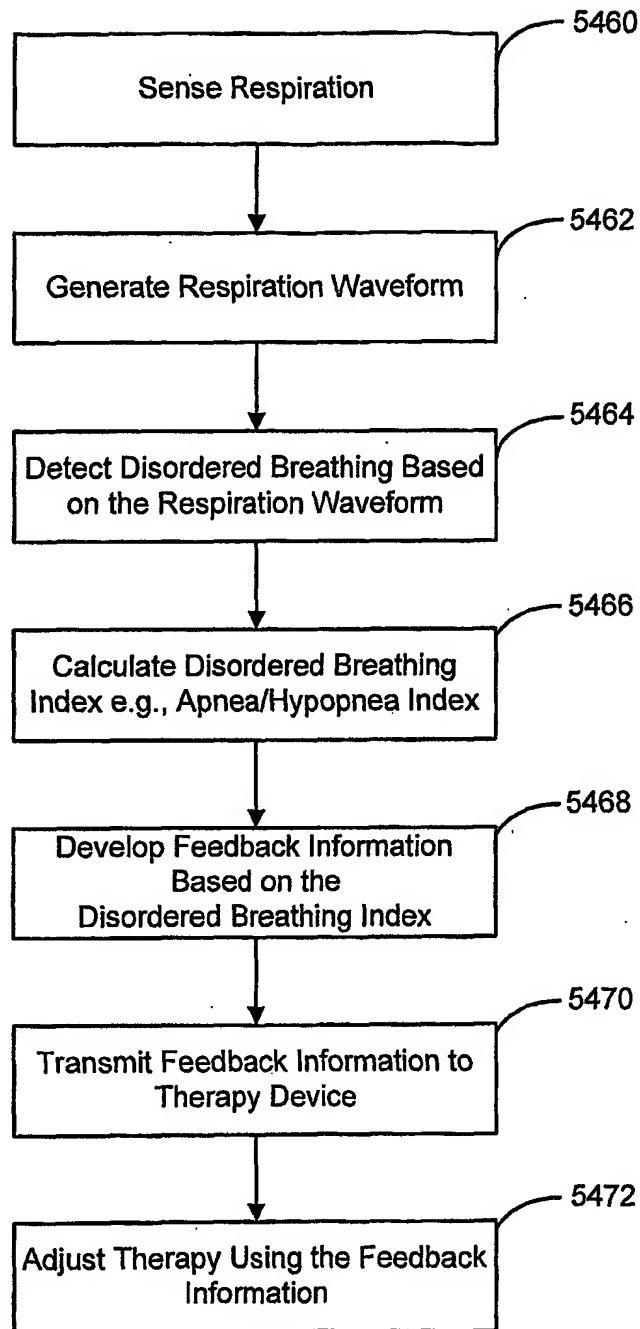 5460
Sense Respiration
5462
Generate Respiration Waveform
5464
Detect Disordered Breathing Based
on the Respiration Waveform
5466
Calculate Disordered Breathing
Index e.g., Apnea/Hypopnea Index
5468
Develop Feedback Information
Based on the
Disordered Breathing Index
5470
Transmit Feedback Information to
Therapy Device
5472
Adjust Therapy Using the Feedback
Information